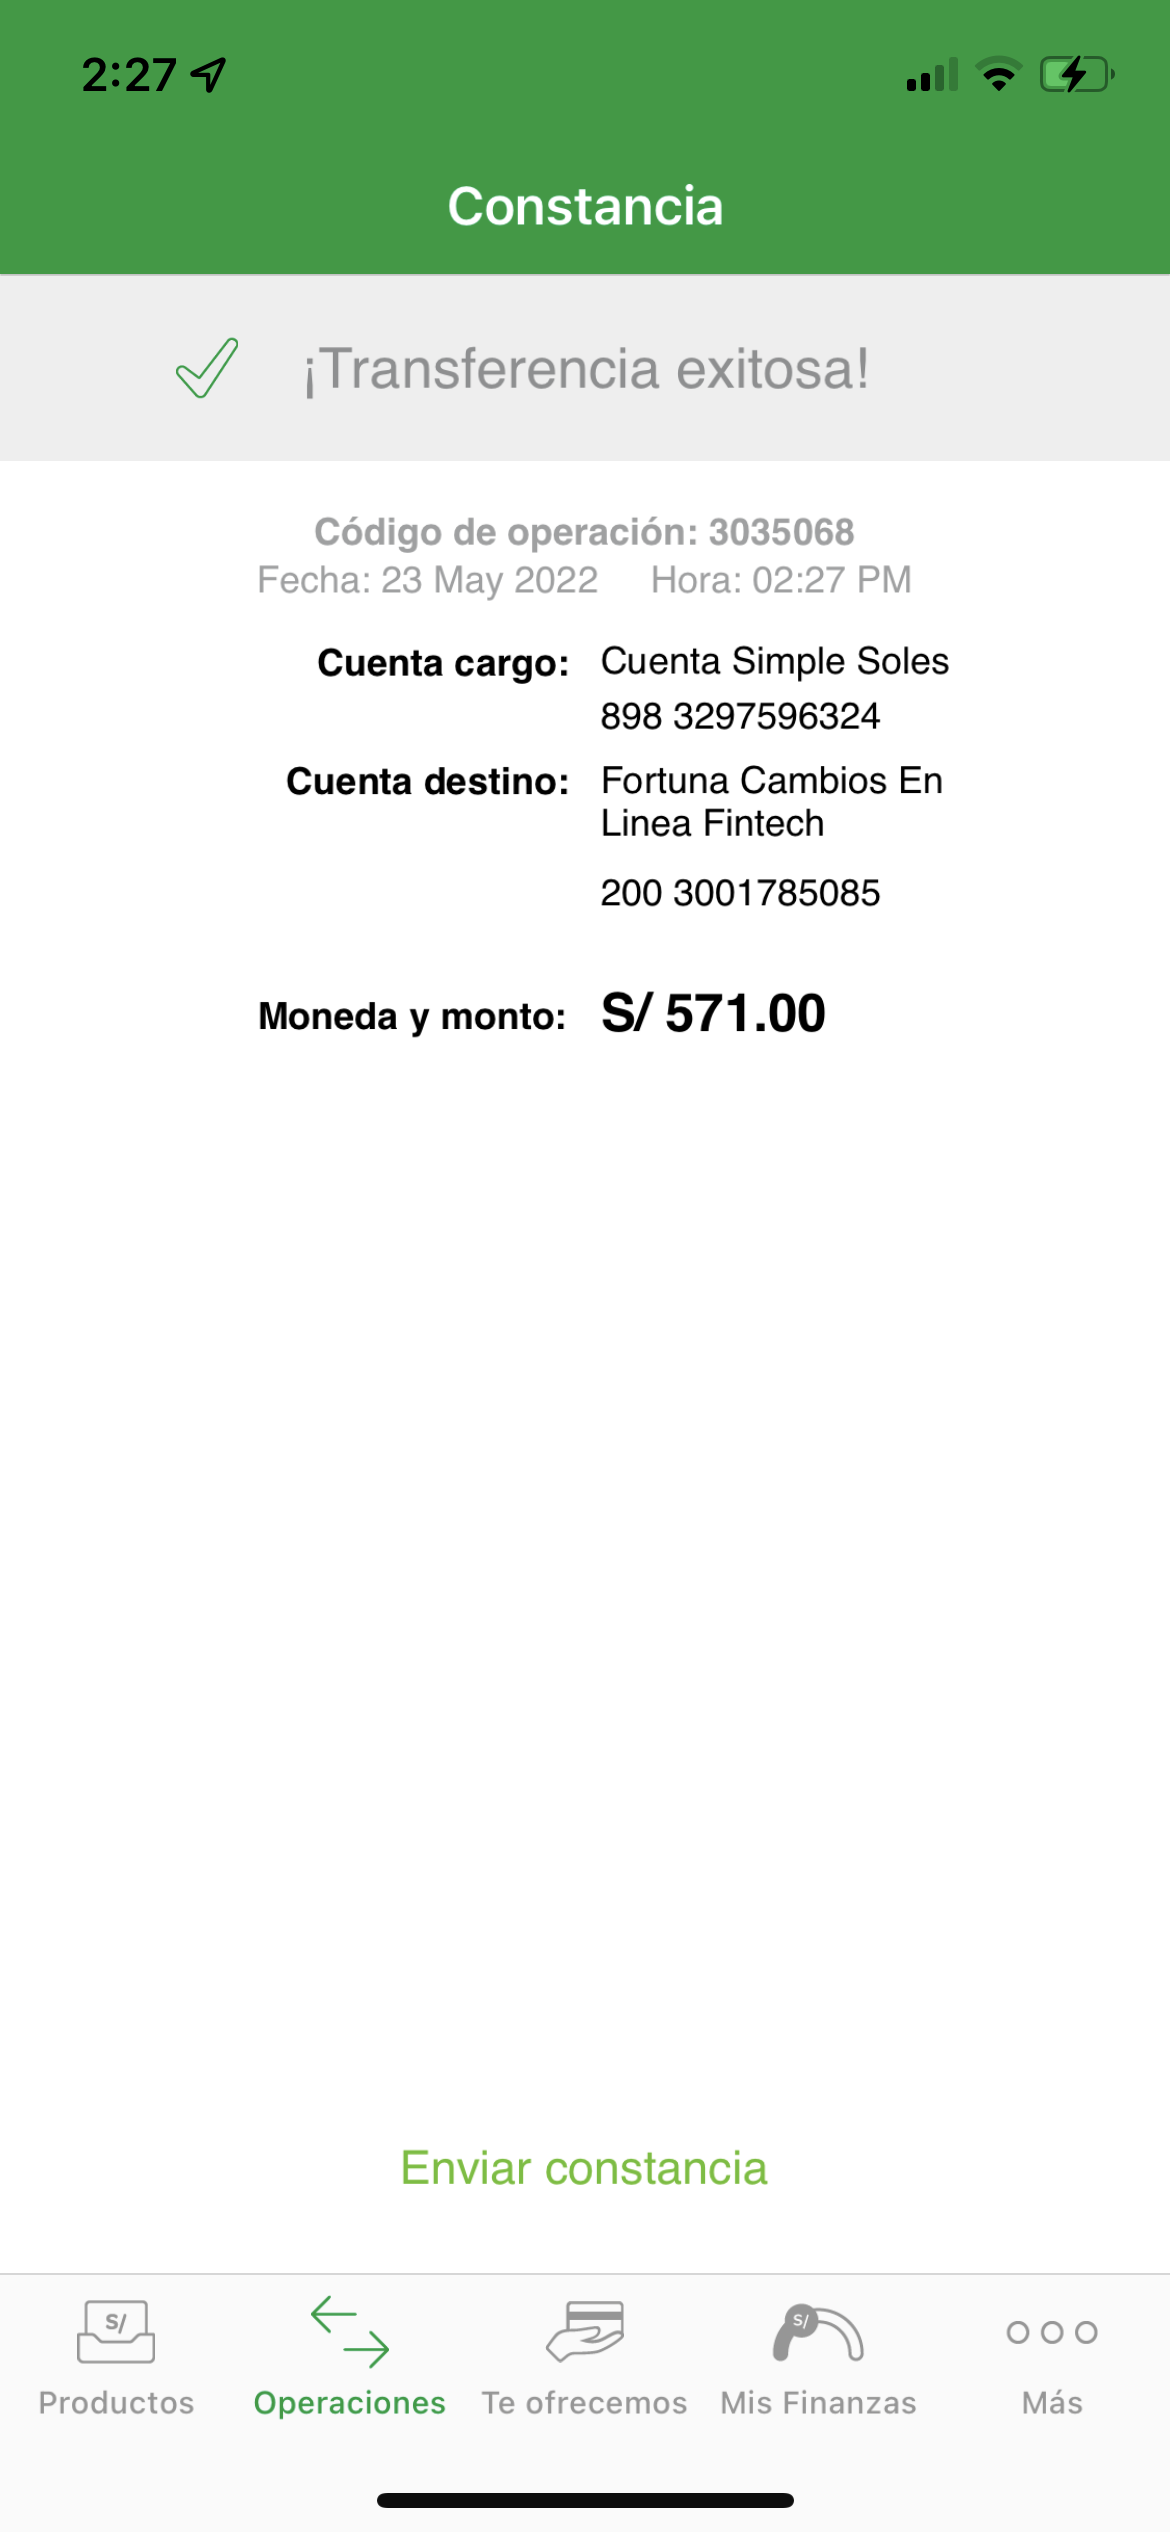 2:27
Constancia
¡Transferencia exitosa!
Código de operación: 3035068
Fecha: 23 May 2022 Hora: 02:27 PM
Cuenta cargo: Cuenta Simple Soles
898 3297596324
Cuenta destino: Fortuna Cambios En
Linea Fintech
200 3001785085
Moneda y monto: S/ 571.00
Enviar constancia
S/ S/
Productos Operaciones Te ofrecemos Mis Finanzas Más